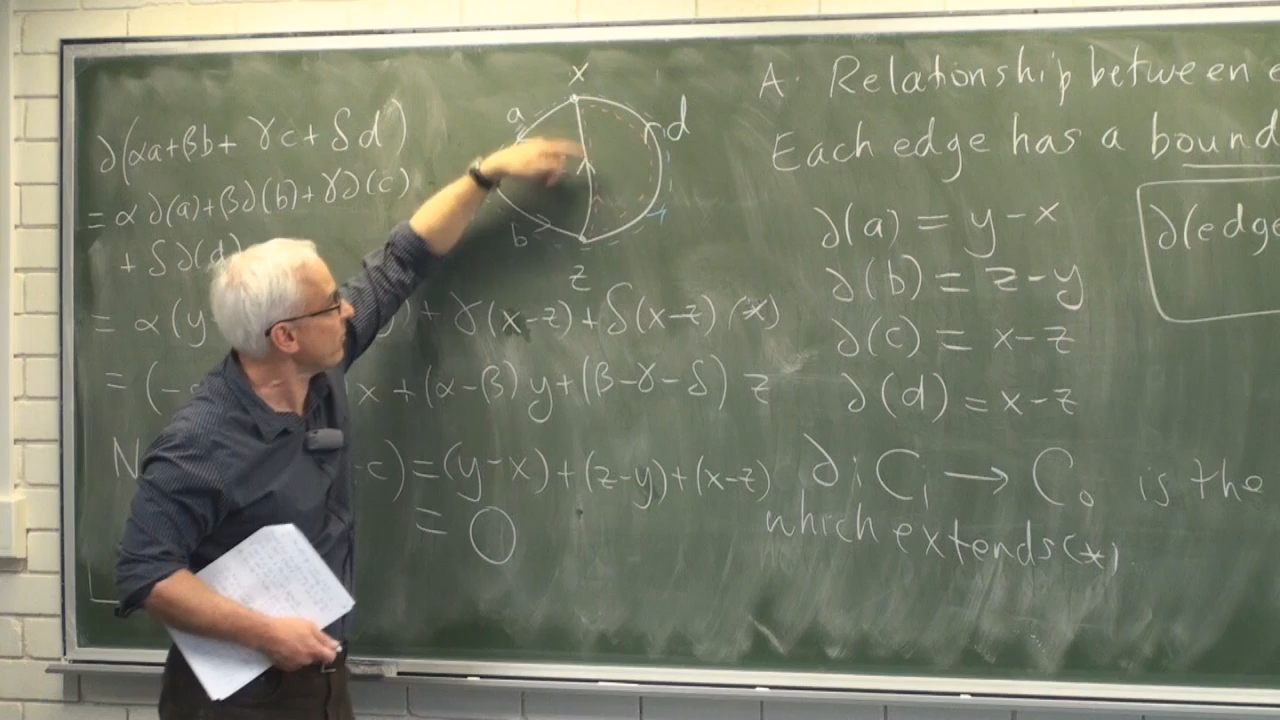 ∂(αa+βb+ γc+ δd)
= α∂(a)+β∂(b)+γ∂(c)
+ δ∂(d)
= α(y ) + γ(x-z)+δ(x-z) (*)
= (- x +(α-β)y+(β-γ-δ) z
N c)=(y-x)+(z-y)+(x-z)
= 0
x
a
d
b
z
A. Relationship between e
Each edge has a bound
∂(a) = y-x
∂(b) = z-y
∂(c) = x-z
∂(d) = x-z
∂(edge
∂: C₁ → C₀ is the
which extends (*)